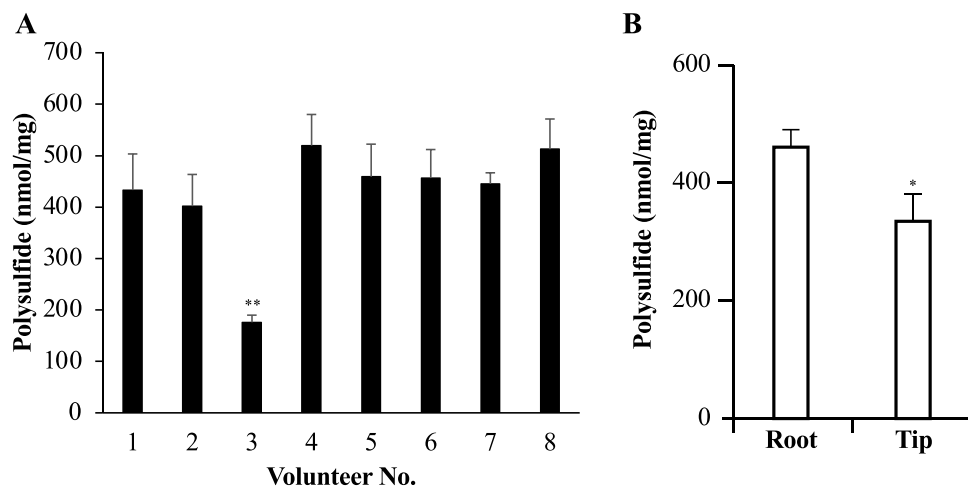 A
Polysulfide (nmol/mg)
700
600
500
400
300
200
100
0
**
1 2 3 4 5 6 7 8
Volunteer No.
B
Polysulfide (nmol/mg)
600
400
200
0
*
Root Tip